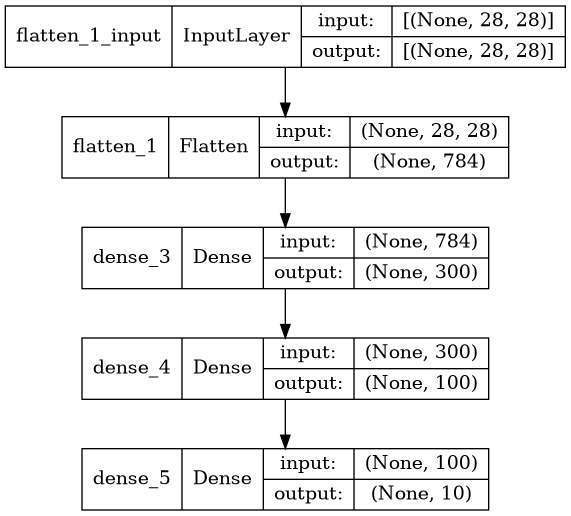 flatten_1_input InputLayer input: [(None, 28, 28)]
output: [(None, 28, 28)]
flatten_1 Flatten input: (None, 28, 28)
output: (None, 784)
dense_3 Dense input: (None, 784)
output: (None, 300)
dense_4 Dense input: (None, 300)
output: (None, 100)
dense_5 Dense input: (None, 100)
output: (None, 10)